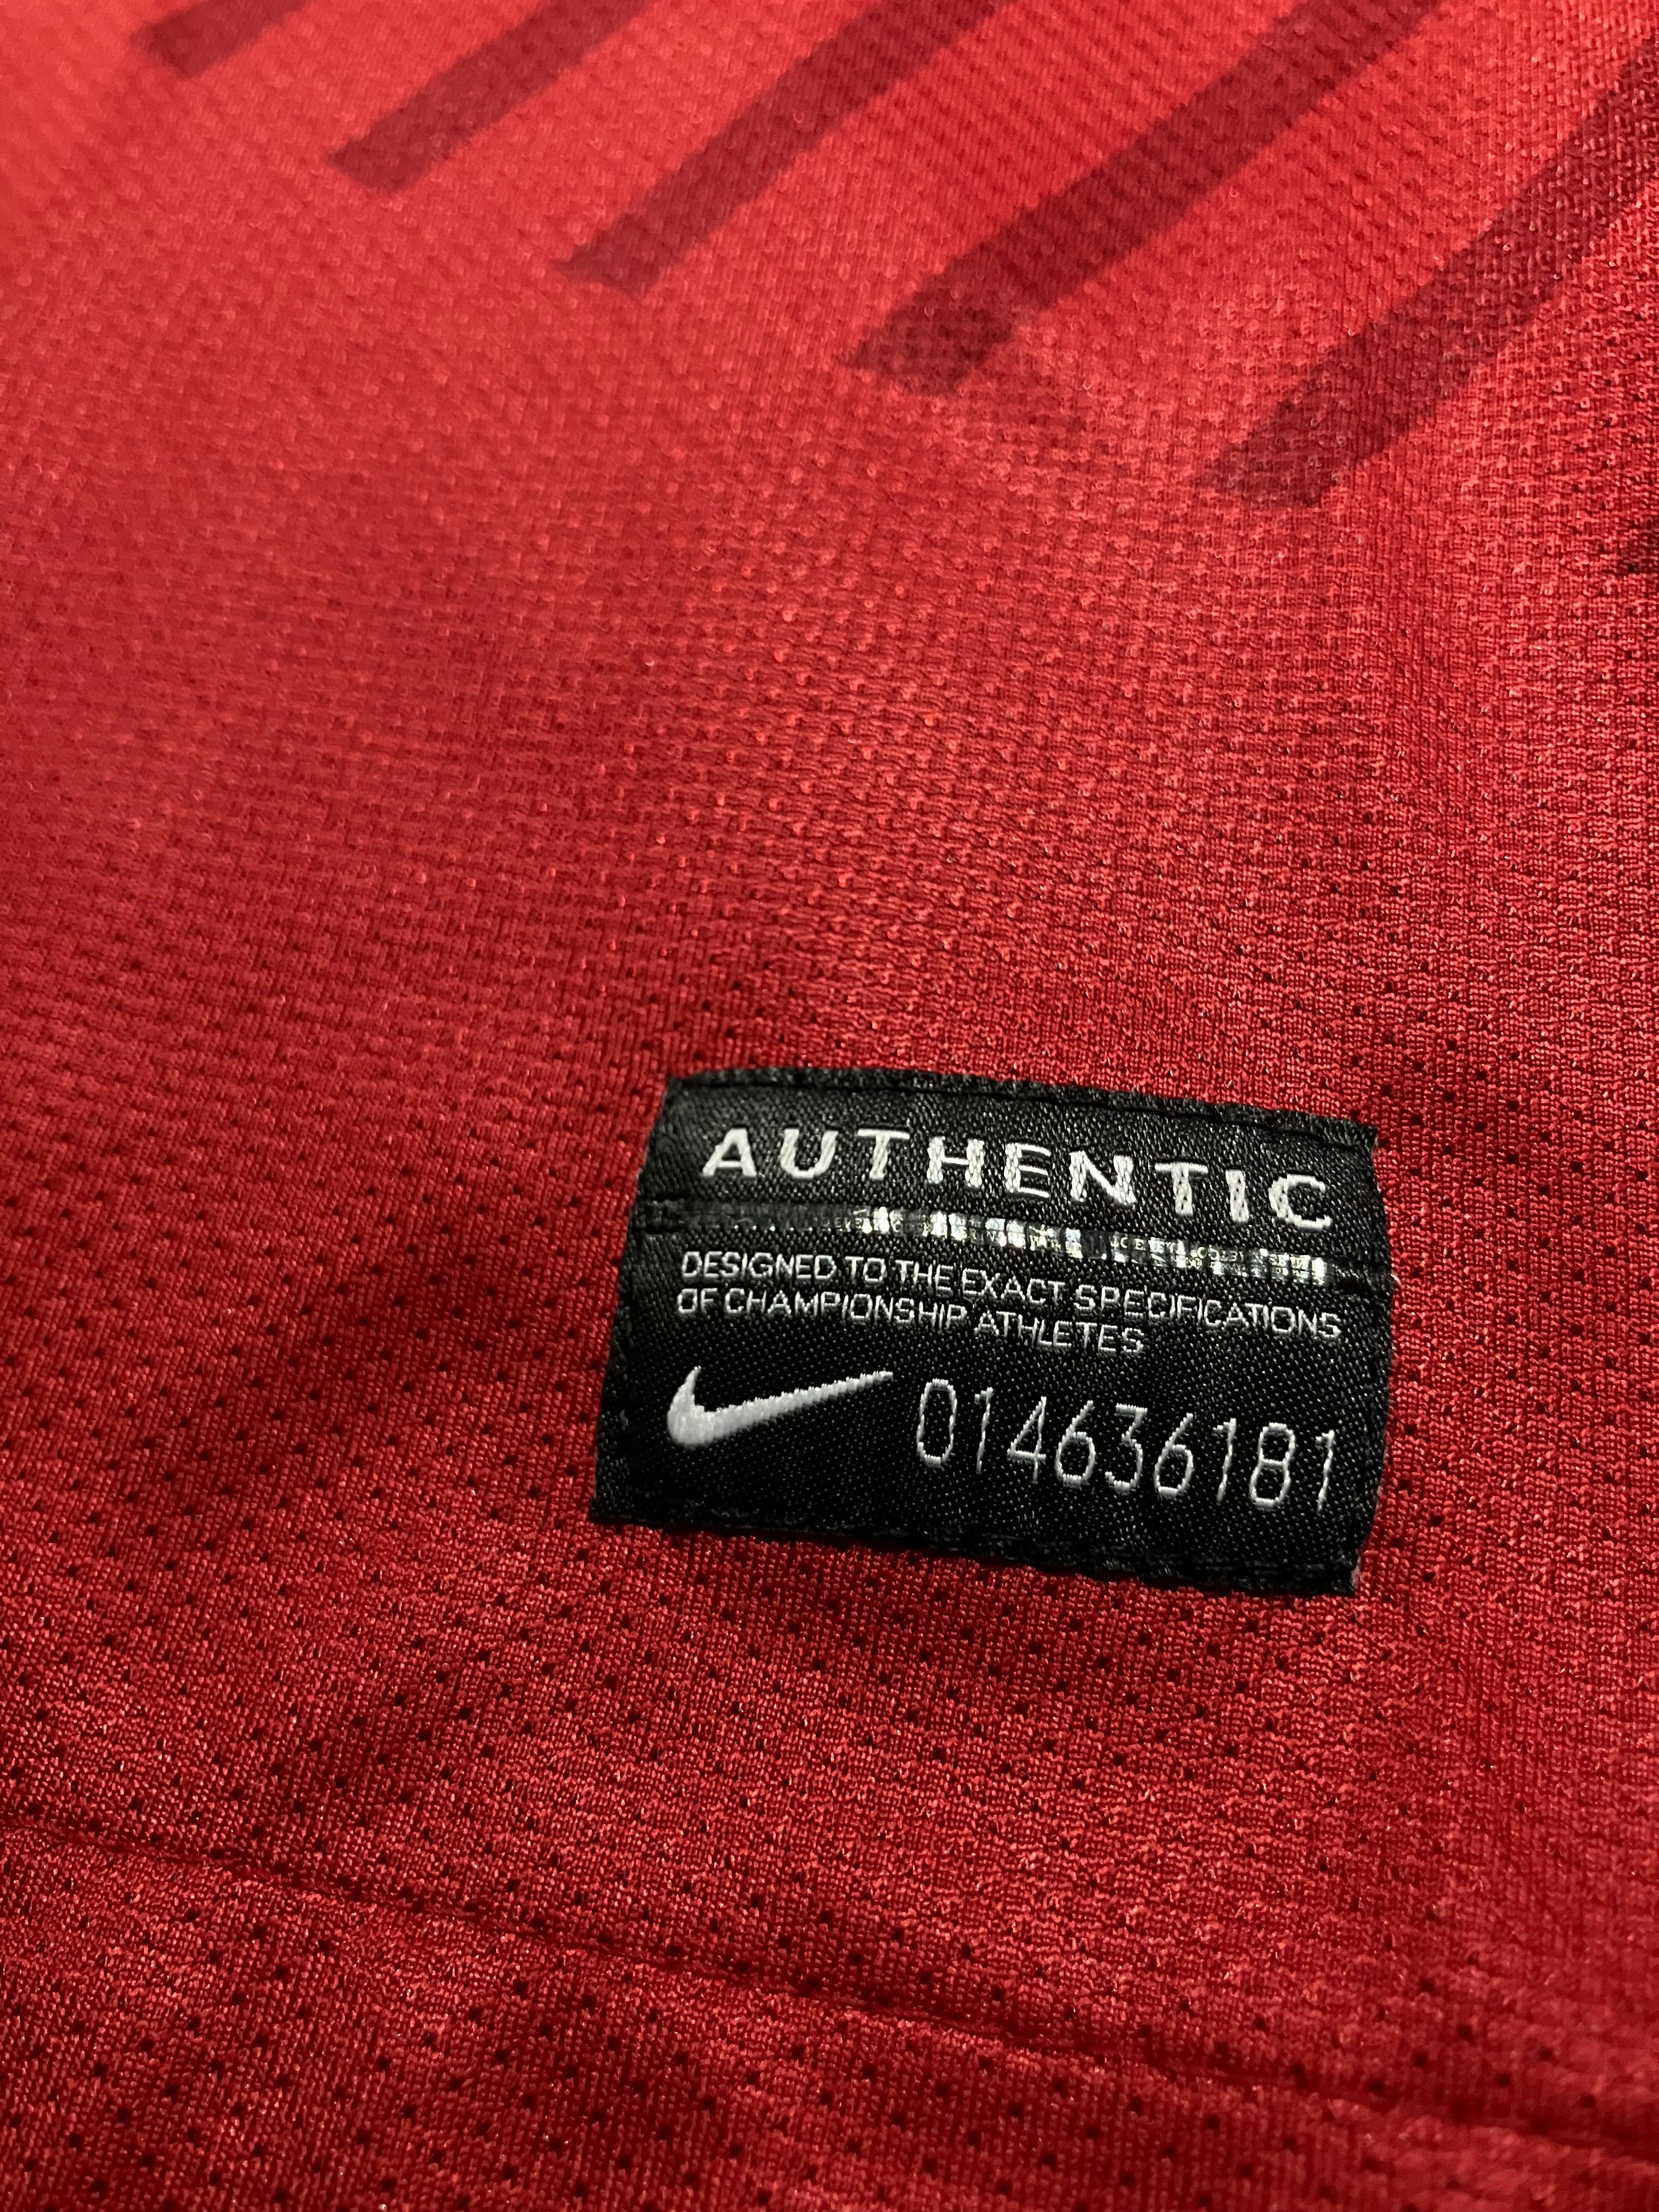 AUTHENTIC
DESIGNED TO THE EXACT SPECIFICATIONS
OF CHAMPIONSHIP ATHLETES
014636181